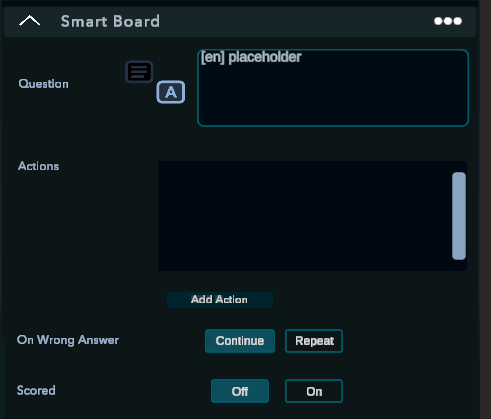 Smart Board
[en] placeholder
Question
A
Actions
Add Action
On Wrong Answer Continue Repeat
Scored Off On